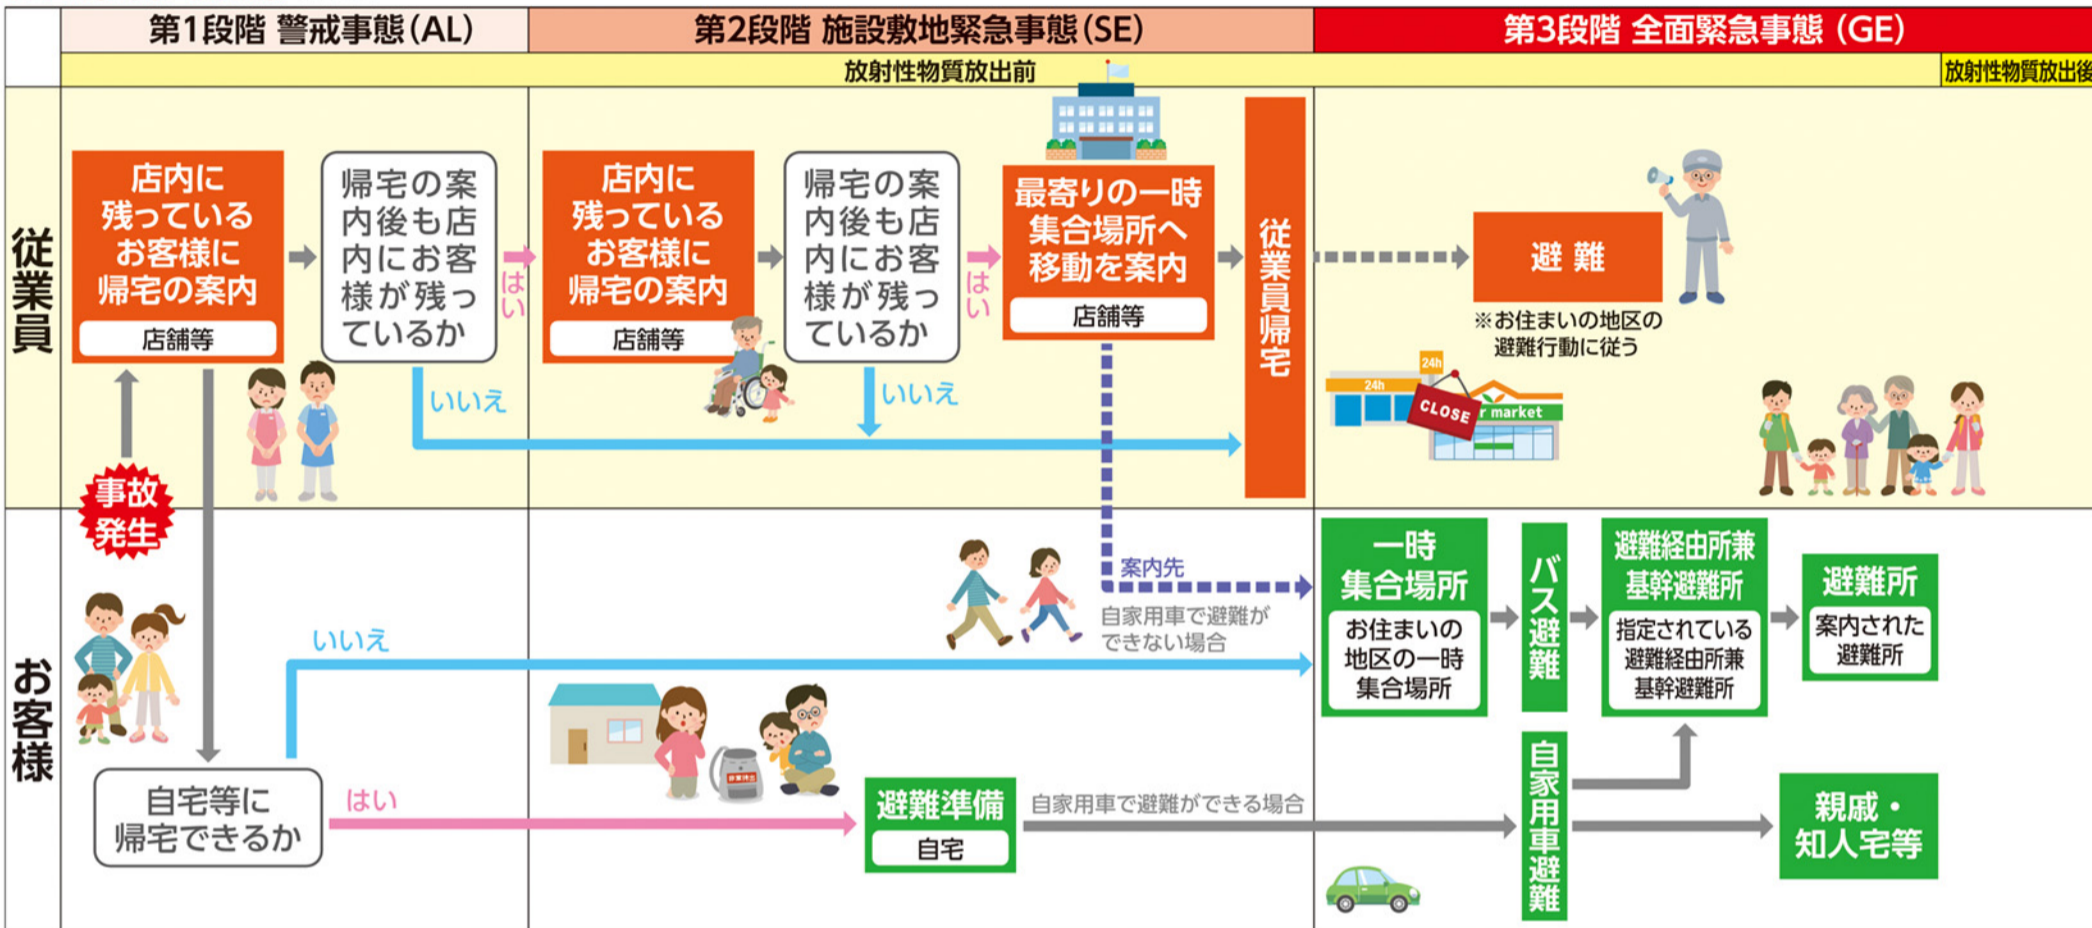 第1段階 警戒事態(AL)
第2段階 施設敷地緊急事態(SE)
第3段階 全面緊急事態 (GE)
放射性物質放出前
放射性物質放出後
従業員
店内に
残っている
お客様に
帰宅の案内
店舗等
帰宅の案
内後も店
内にお客
様が残っ
ているか
はい
いいえ
店内に
残っている
お客様に
帰宅の案内
店舗等
帰宅の案
内後も店
内にお客
様が残っ
ているか
はい
いいえ
最寄りの一時
集合場所へ
移動を案内
店舗等
従業員帰宅
避難
※お住まいの地区の
避難行動に従う
24h
24h
CLOSE
r market
事故
発生
お客様
自宅等に
帰宅できるか
いいえ
はい
案内先
自家用車で避難が
できない場合
非常持出
避難準備
自宅
自家用車で避難ができる場合
一時
集合場所
お住まいの
地区の一時
集合場所
バス避難
避難経由所兼
基幹避難所
指定されている
避難経由所兼
基幹避難所
避難所
案内された
避難所
自家用車避難
親戚・
知人宅等